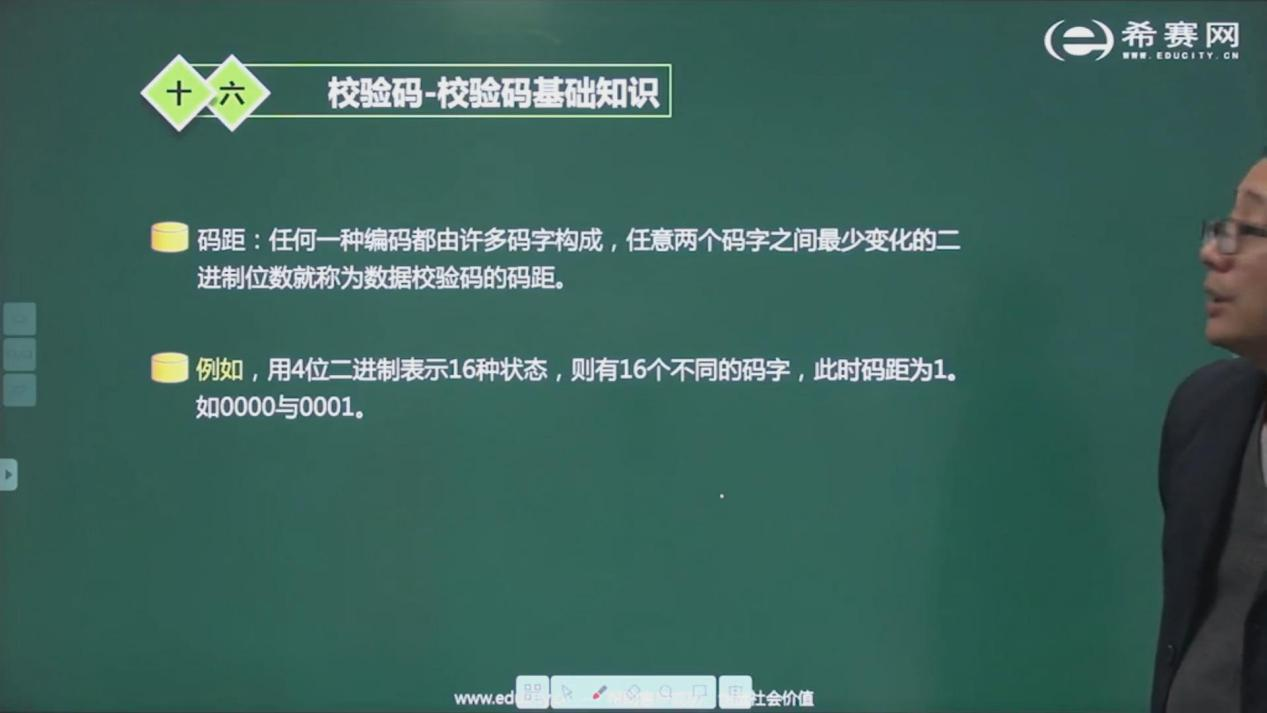 希赛网
WWW.EDUCITY.CN
十六 校验码-校验码基础知识
码距：任何一种编码都由许多码字构成，任意两个码字之间最少变化的二
进制位数就称为数据校验码的码距。
例如，用4位二进制表示16种状态，则有16个不同的码字，此时码距为1。
如0000与0001。
www.edu
社会价值